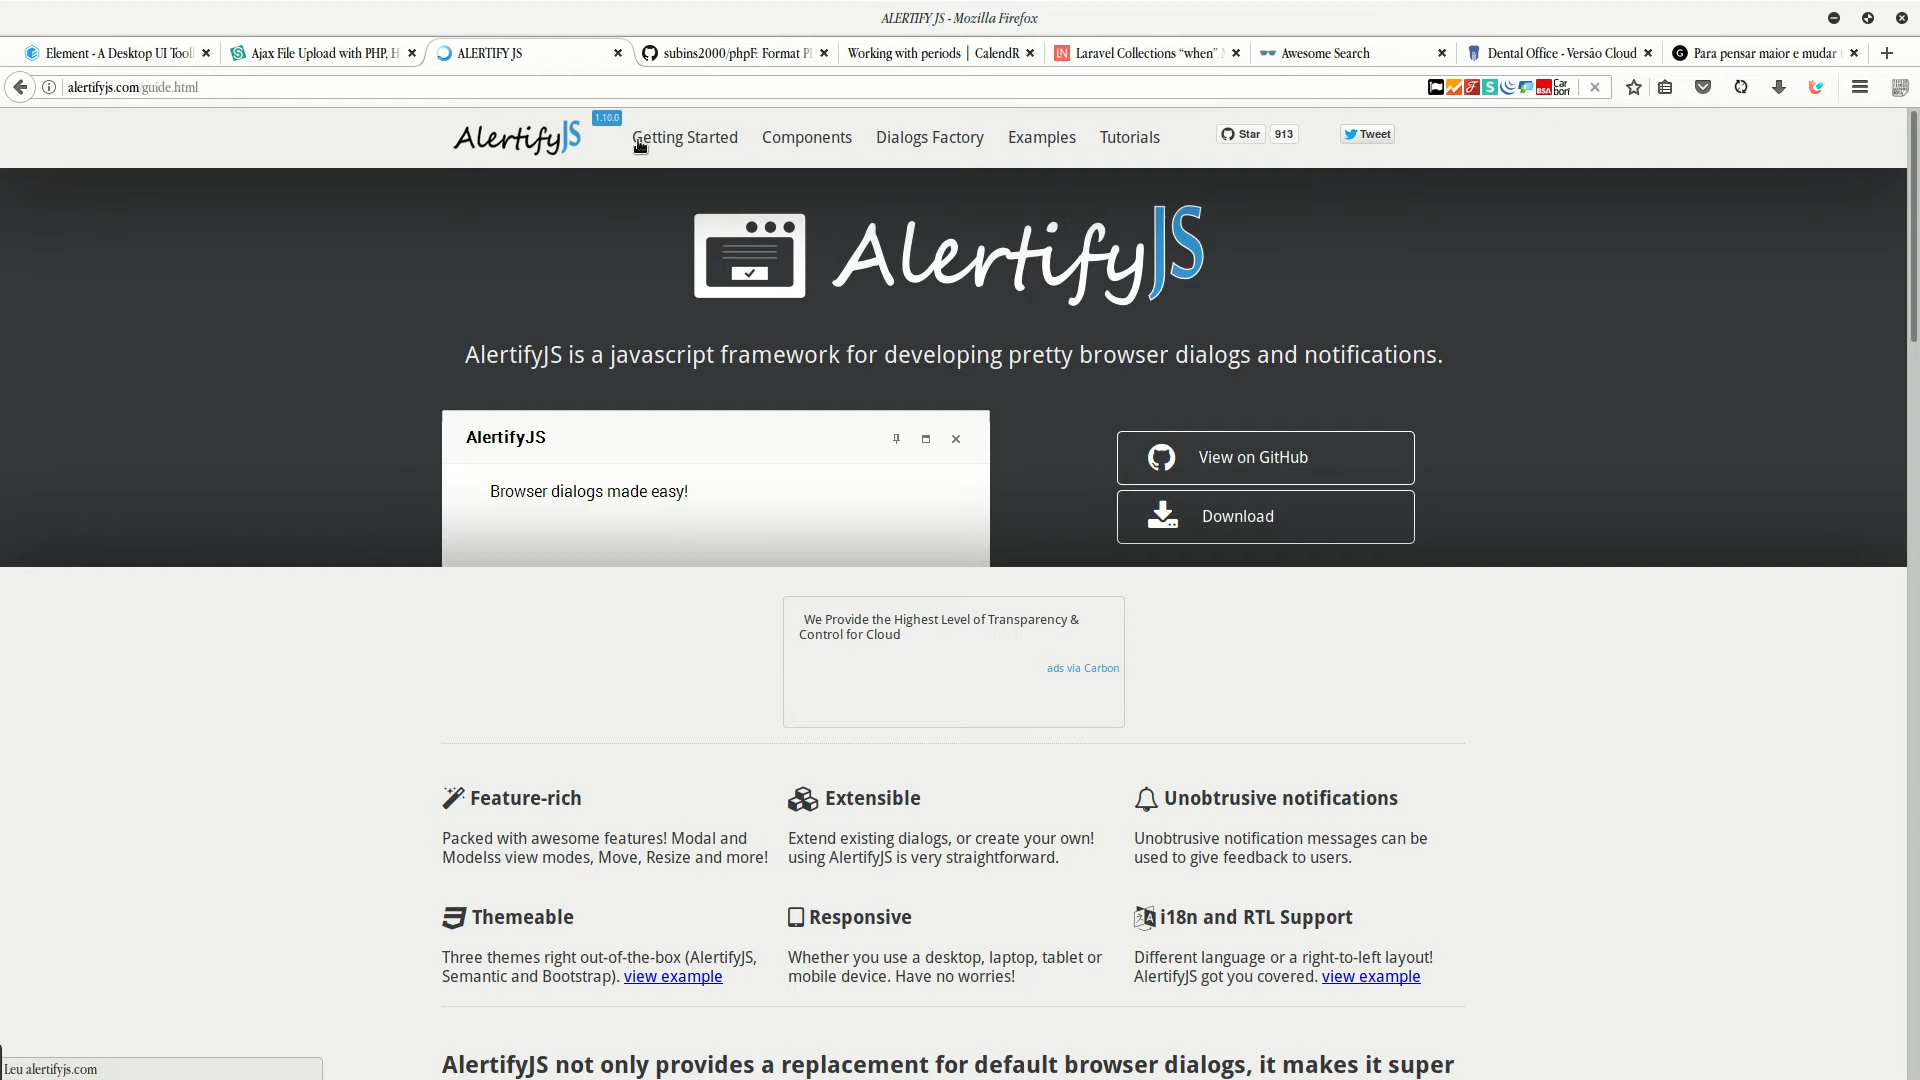 ALERTIFY JS - Mozilla Firefox
Element - A Desktop UI Tool
Ajax File Upload with PHP, H
ALERTIFY JS
subins2000/phpF: Format P
Working with periods | CalendR
Laravel Collections “when”
Awesome Search
Dental Office - Versão Cloud
Para pensar maior e mudar
alertifyjs.com/guide.html
BSA
Car
bon
AlertifyJS
1.10.0
Getting Started
Components
Dialogs Factory
Examples
Tutorials
Star
913
Tweet
AlertifyJS
AlertifyJS is a javascript framework for developing pretty browser dialogs and notifications.
AlertifyJS
Browser dialogs made easy!
View on GitHub
Download
We Provide the Highest Level of Transparency &
Control for Cloud
ads via Carbon
Feature-rich
Packed with awesome features! Modal and
Modelss view modes, Move, Resize and more!
Extensible
Extend existing dialogs, or create your own!
using AlertifyJS is very straightforward.
Unobtrusive notifications
Unobtrusive notification messages can be
used to give feedback to users.
Themeable
Three themes right out-of-the-box (AlertifyJS,
Semantic and Bootstrap). view example
Responsive
Whether you use a desktop, laptop, tablet or
mobile device. Have no worries!
i18n and RTL Support
Different language or a right-to-left layout!
AlertifyJS got you covered. view example
AlertifyJS not only provides a replacement for default browser dialogs, it makes it super
Leu alertifyjs.com